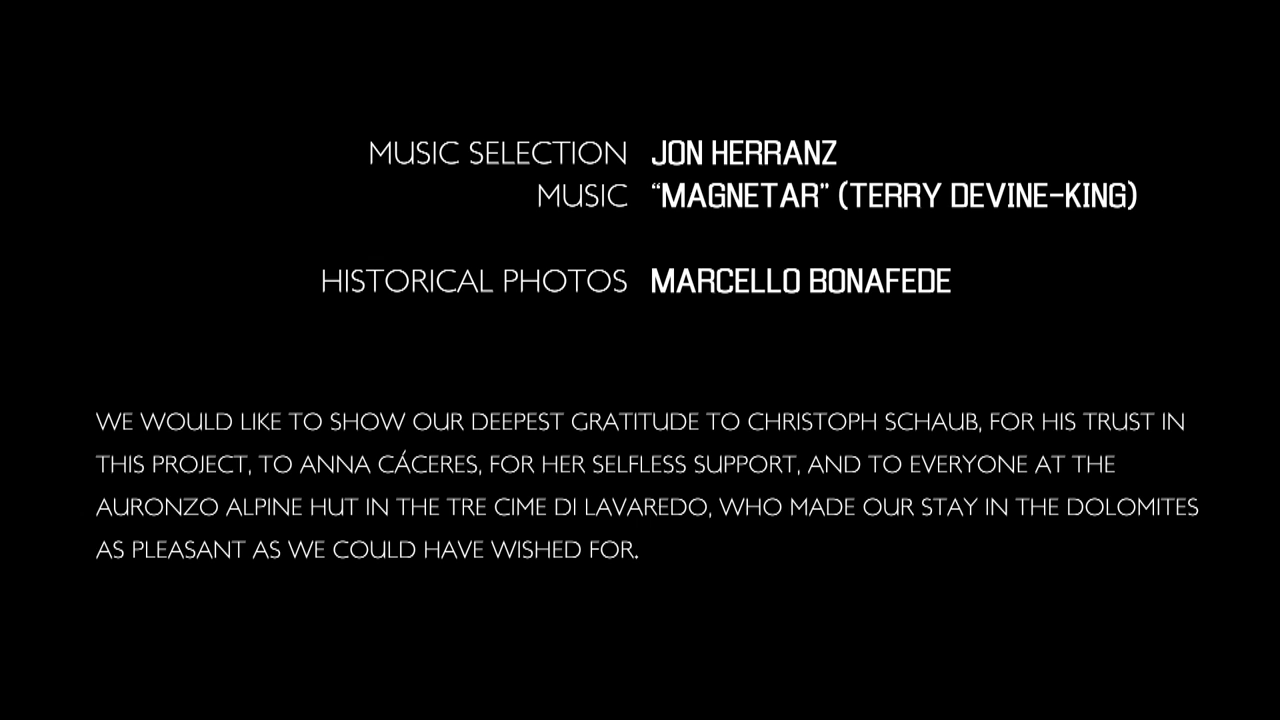 MUSIC SELECTION JON HERRANZ
MUSIC “MAGNETAR” (TERRY DEVINE-KING)
HISTORICAL PHOTOS MARCELLO BONAFEDE
WE WOULD LIKE TO SHOW OUR DEEPEST GRATITUDE TO CHRISTOPH SCHAUB, FOR HIS TRUST IN
THIS PROJECT, TO ANNA CÁCERES, FOR HER SELFLESS SUPPORT, AND TO EVERYONE AT THE
AURONZO ALPINE HUT IN THE TRE CIME DI LAVAREDO, WHO MADE OUR STAY IN THE DOLOMITES
AS PLEASANT AS WE COULD HAVE WISHED FOR.